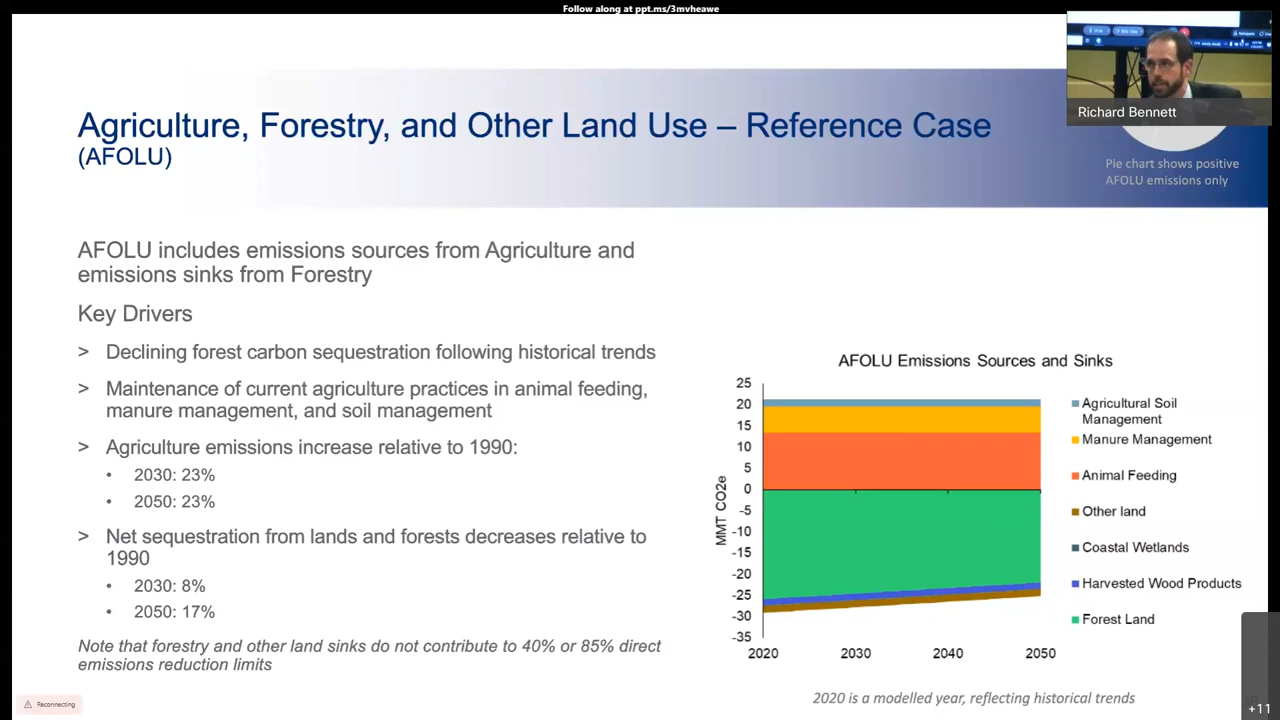 Follow along at ppt.ms/3mvheawe
Agriculture, Forestry, and Other Land Use – Reference Case
(AFOLU)
Richard Bennett
Pie chart shows positive
AFOLU emissions only
AFOLU includes emissions sources from Agriculture and
emissions sinks from Forestry
Key Drivers
> Declining forest carbon sequestration following historical trends
> Maintenance of current agriculture practices in animal feeding,
manure management, and soil management
> Agriculture emissions increase relative to 1990:
• 2030: 23%
• 2050: 23%
> Net sequestration from lands and forests decreases relative to
1990
• 2030: 8%
• 2050: 17%
Note that forestry and other land sinks do not contribute to 40% or 85% direct
emissions reduction limits
AFOLU Emissions Sources and Sinks
MMT CO2e
25
20
15
10
5
0
-5
-10
-15
-20
-25
-30
-35
2020 2030 2040 2050
Agricultural Soil
Management
Manure Management
Animal Feeding
Other land
Coastal Wetlands
Harvested Wood Products
Forest Land
2020 is a modelled year, reflecting historical trends
Reconnecting
+11